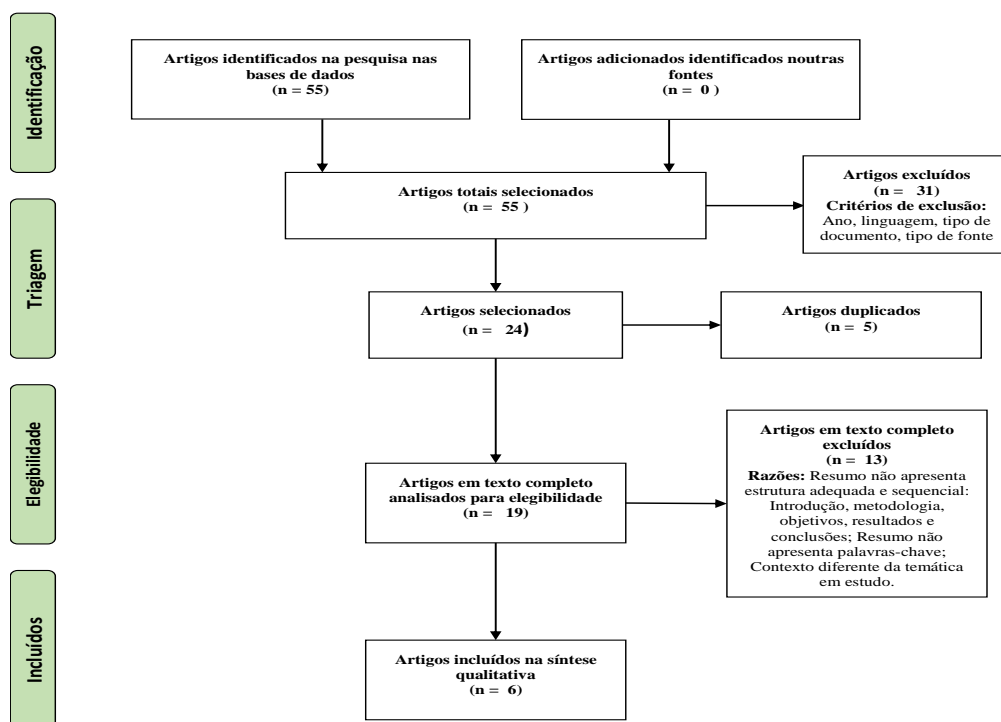 Identificação
Artigos identificados na pesquisa nas
bases de dados
(n = 55)
Artigos adicionados identificados noutras
fontes
(n = 0 )
Artigos totais selecionados
(n = 55 )
Artigos excluídos
(n = 31)
Critérios de exclusão:
Ano, linguagem, tipo de
documento, tipo de fonte
Triagem
Artigos selecionados
(n = 24)
Artigos duplicados
(n = 5)
Elegibilidade
Artigos em texto completo
analisados para elegibilidade
(n = 19)
Artigos em texto completo
excluídos
(n = 13)
Razões: Resumo não apresenta
estrutura adequada e sequencial:
Introdução, metodologia,
objetivos, resultados e
conclusões; Resumo não
apresenta palavras-chave;
Contexto diferente da temática
em estudo.
Incluídos
Artigos incluídos na síntese
qualitativa
(n = 6)